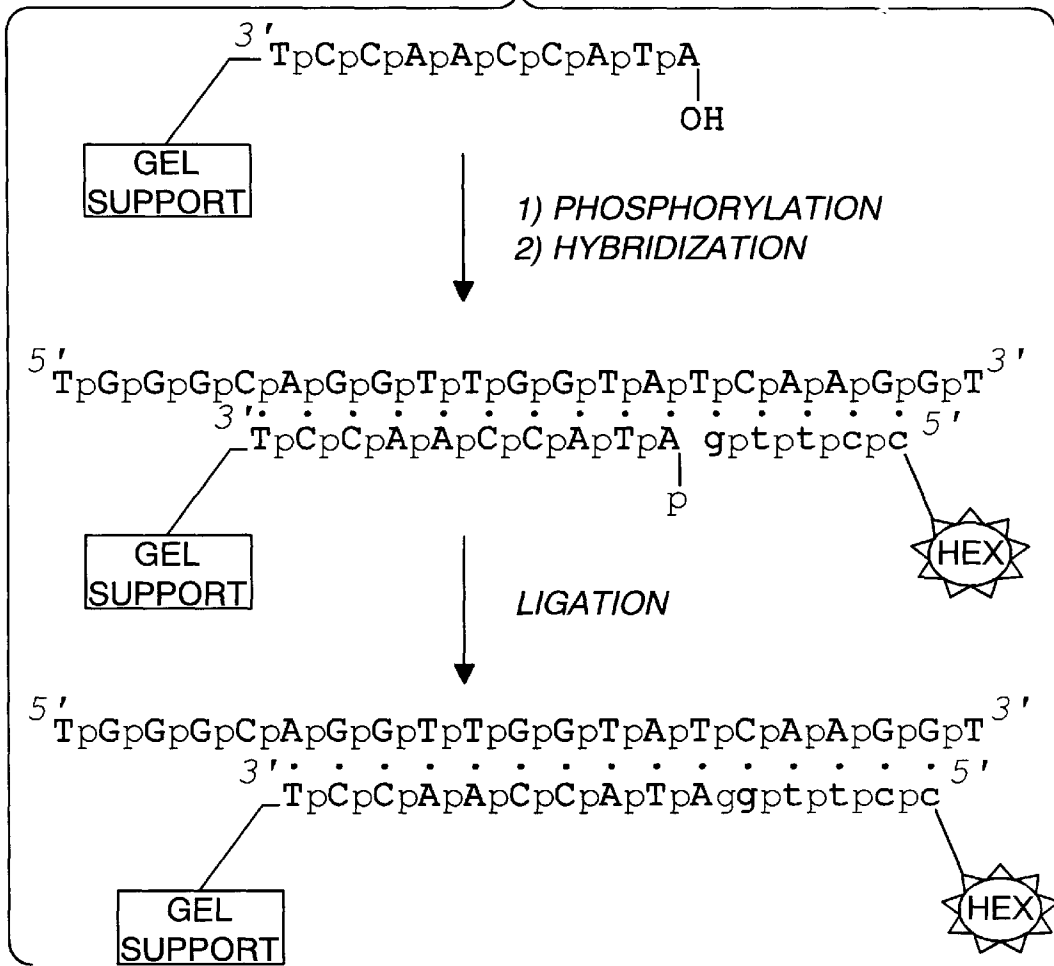 3' TpCpCpApApCpCpApTpA
OH
GEL
SUPPORT
1) PHOSPHORYLATION
2) HYBRIDIZATION
5' TpGpGpGpCpApGpGpTpTpGpGpTpApTpCpApApGpGpT 3'
3' TpCpCpApApCpCpApTpA gptptpcpc 5'
p
GEL
SUPPORT
HEX
LIGATION
5' TpGpGpGpCpApGpGpTpTpGpGpTpApTpCpApApGpGpT 3'
3' TpCpCpApApCpCpApTpAggptptpcpc 5'
GEL
SUPPORT
HEX